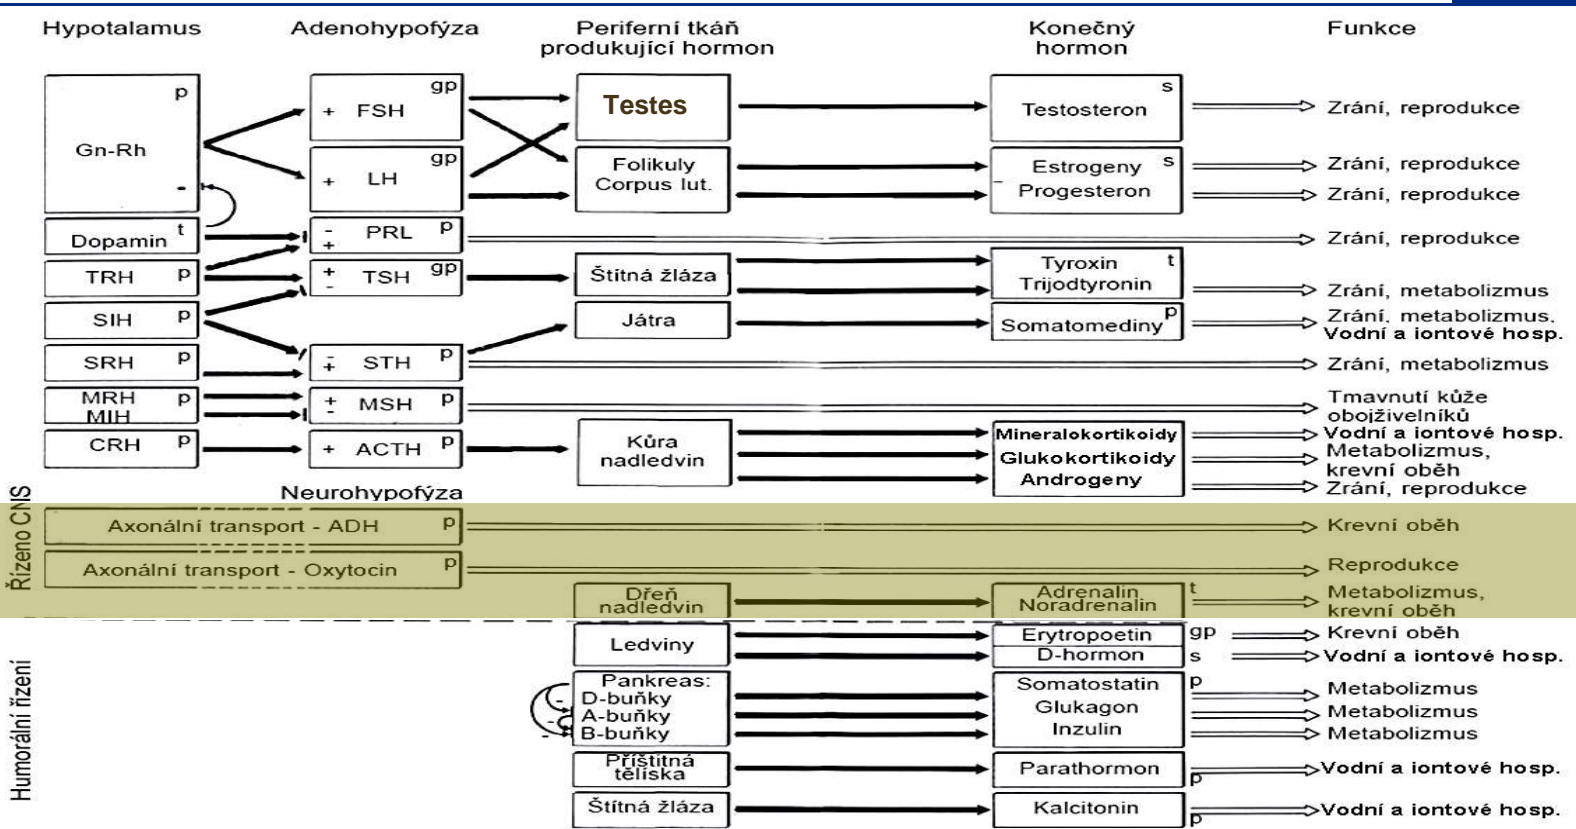 Hypotalamus
Adenohypofýza
Periferní tkáň
produkující hormon
Konečný
hormon
Funkce
p
Gn-Rh
-
gp
+ FSH
Testes
s
Testosteron
Zrání, reprodukce
gp
+ LH
Folikuly
Corpus lut.
Estrogeny s
- Progesteron
Zrání, reprodukce
Zrání, reprodukce
Dopamin t
- PRL p
+
Zrání, reprodukce
TRH p
+ TSH gp
-
Štítná žláza
Tyroxin t
Trijodtyronin
Zrání, metabolizmus
SIH p
Játra
Somatomediny p
Zrání. metabolizmus.
Vodní a iontové hosp.
SRH p
- STH p
+
Zrání, metabolizmus
MRH p
MIH
+ MSH p
-
Tmavnutí kůže
obojživelníků
CRH p
+ ACTH p
Kůra
nadledvin
Mineralokortikoidy
Glukokortikoidy
Androgeny
Vodní a iontové hosp.
Metabolizmus,
krevní oběh
Zrání, reprodukce
Neurohypofýza
Řízeno CNS
Axonální transport - ADH p
Krevní oběh
Axonální transport - Oxytocin p
Reprodukce
Dřeň
nadledvin
Adrenalin t
Noradrenalin
Metabolizmus,
krevní oběh
Humorální řízení
Ledviny
Erytropoetin gp
D-hormon s
Krevní oběh
Vodní a iontové hosp.
Pankreas:
- D-buňky
- A-buňky
- B-buňky
Somatostatin p
Glukagon
Inzulin
Metabolizmus
Metabolizmus
Metabolizmus
Příštitná
tělíska
Parathormon p
Vodní a iontové hosp.
Štítná žláza
Kalcitonin p
Vodní a iontové hosp.